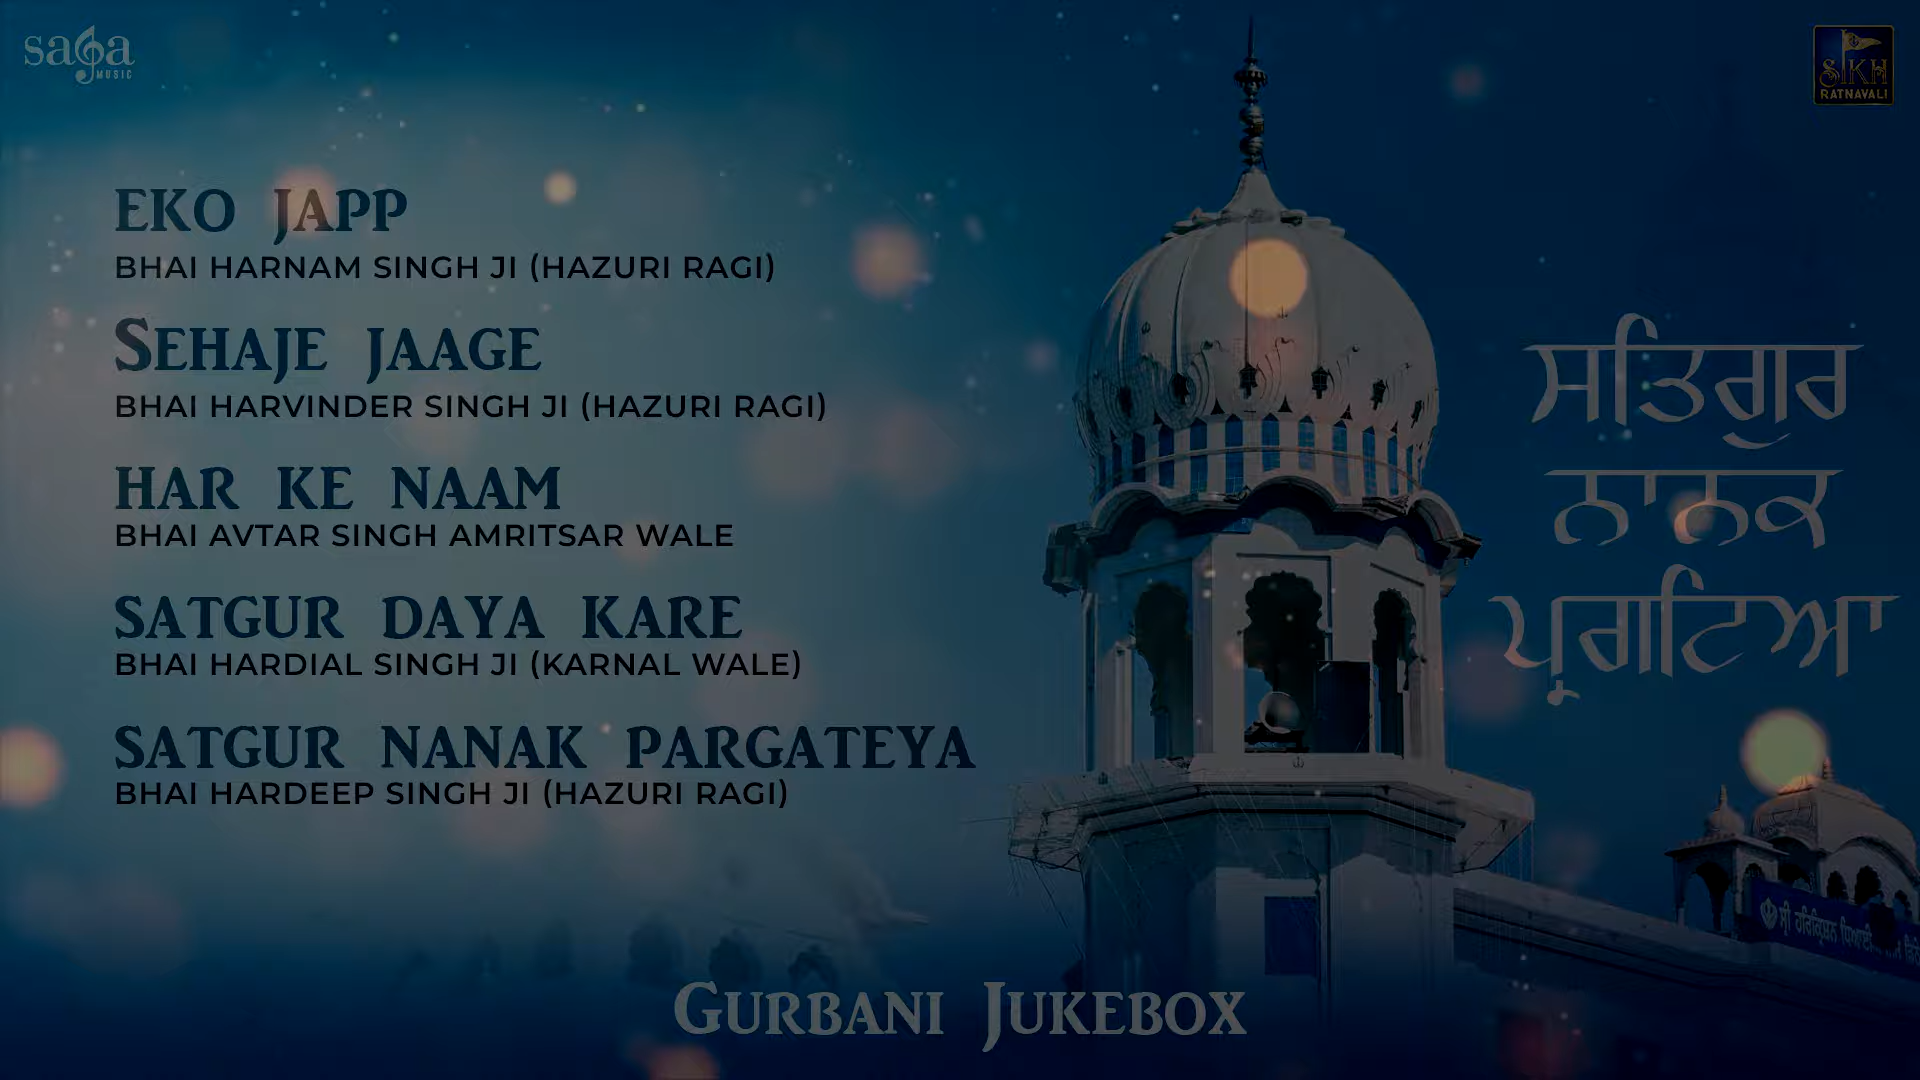 saga
MUSIC
SIKH
RATNAVALI
EKO JAPP
BHAI HARNAM SINGH JI (HAZURI RAGI)
SEHAJE JAAGE
BHAI HARVINDER SINGH JI (HAZURI RAGI)
HAR KE NAAM
BHAI AVTAR SINGH AMRITSAR WALE
SATGUR DAYA KARE
BHAI HARDIAL SINGH JI (KARNAL WALE)
SATGUR NANAK PARGATEYA
BHAI HARDEEP SINGH JI (HAZURI RAGI)
ਸਤਿਗੁਰ
ਨਾਨਕ
ਪ੍ਰਗਟਿਆ
ਸ੍ਰੀ ਹਰਿਕ੍ਰਿਸ਼ਨ ਧਿਆਈਐ
GURBANI JUKEBOX